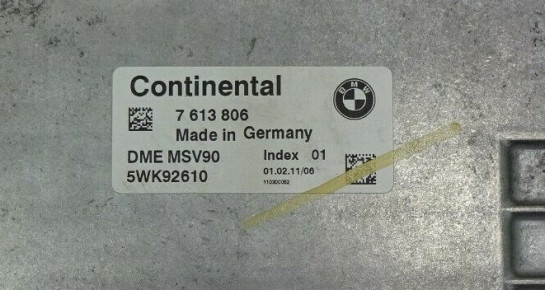 Continental
BMW
7 613 806
Made in Germany
DME MSV90 Index 01
5WK92610 01.02.11/06